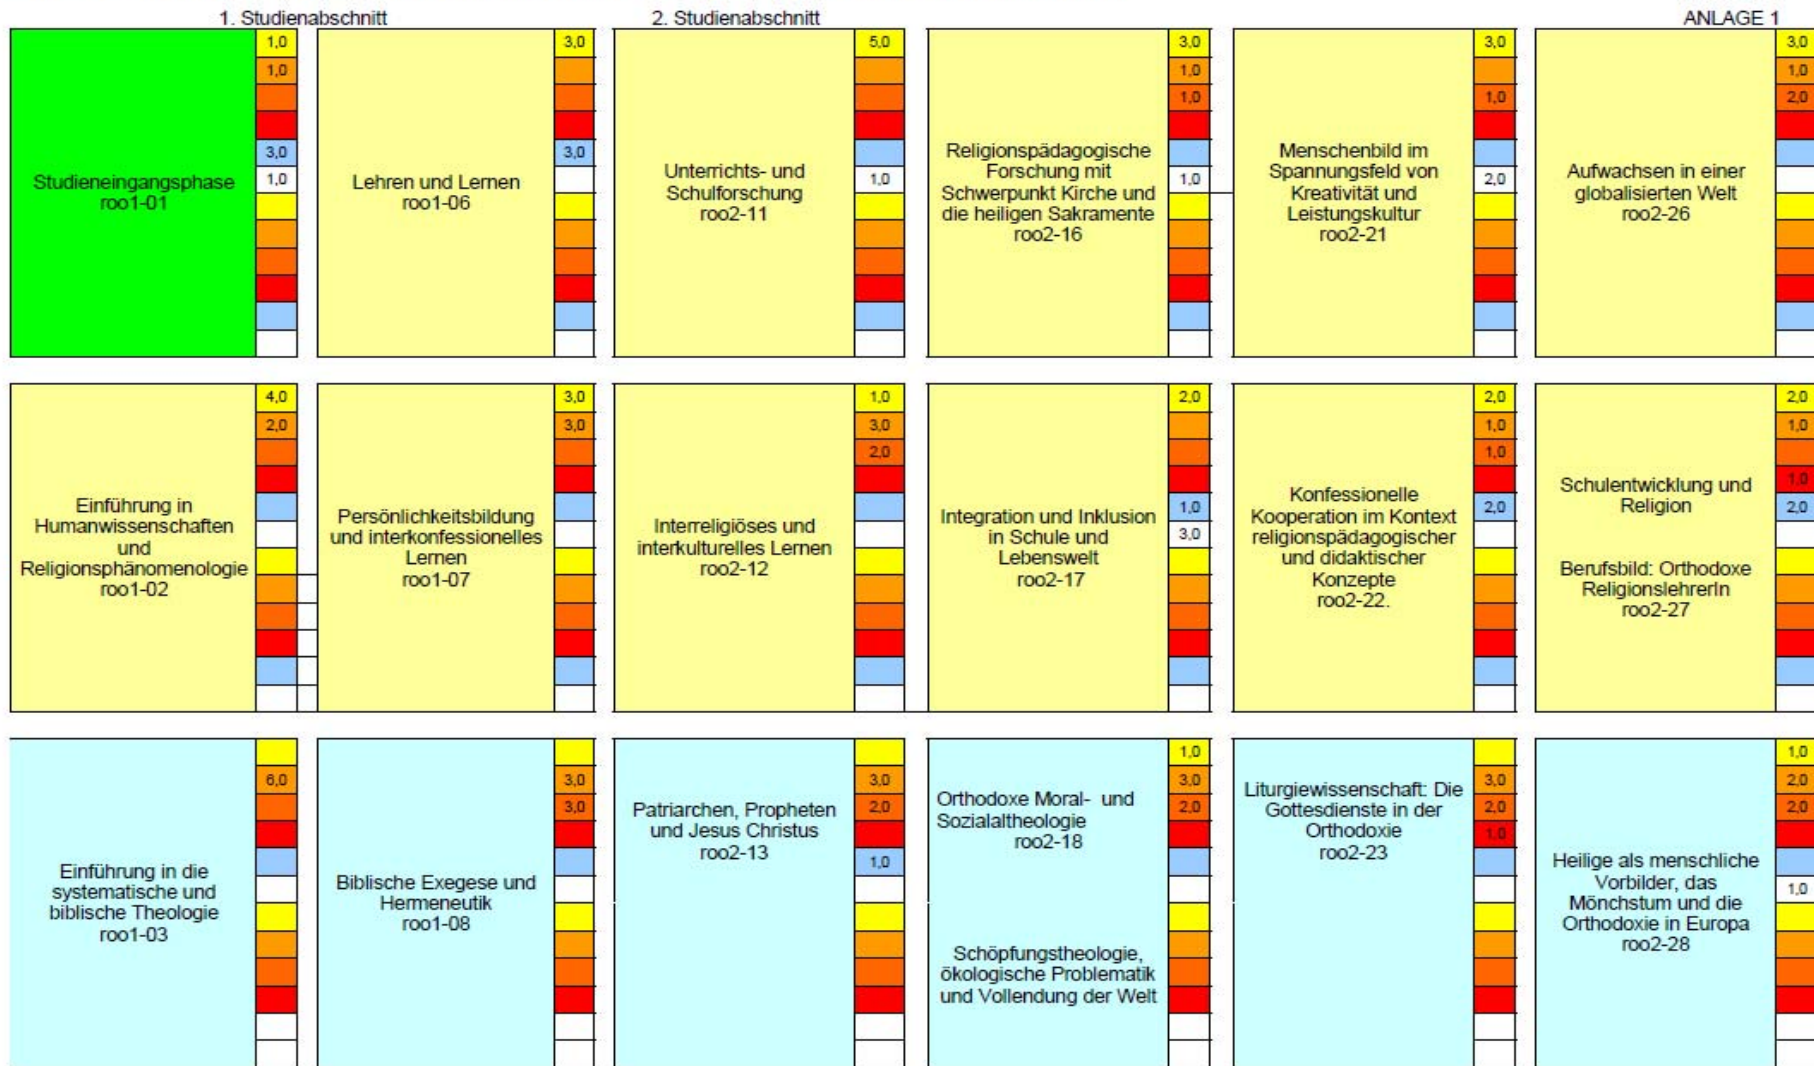 1. Studienabschnitt
2. Studienabschnitt
ANLAGE 1
Studieneingangsphase
roo1-01
1,0
1,0
3,0
1,0
Lehren und Lernen
roo1-06
3,0
3,0
Unterrichts- und
Schulforschung
roo2-11
5,0
1,0
Religionspädagogische
Forschung mit
Schwerpunkt Kirche und
die heiligen Sakramente
roo2-16
3,0
1,0
1,0
1,0
Menschenbild im
Spannungsfeld von
Kreativität und
Leistungskultur
roo2-21
3,0
1,0
2,0
Aufwachsen in einer
globalisierten Welt
roo2-26
3,0
1,0
2,0
Einführung in
Humanwissenschaften
und
Religionsphänomenologie
roo1-02
4,0
2,0
Persönlichkeitsbildung
und interkonfessionelles
Lernen
roo1-07
3,0
3,0
Interreligiöses und
interkulturelles Lernen
roo2-12
1,0
3,0
2,0
Integration und Inklusion
in Schule und
Lebenswelt
roo2-17
2,0
1,0
3,0
Konfessionelle
Kooperation im Kontext
religionspädagogischer
und didaktischer
Konzepte
roo2-22.
2,0
1,0
1,0
2,0
Schulentwicklung und
Religion
Berufsbild: Orthodoxe
ReligionslehrerIn
roo2-27
2,0
1,0
1,0
2,0
Einführung in die
systematische und
biblische Theologie
roo1-03
6,0
Biblische Exegese und
Hermeneutik
roo1-08
3,0
3,0
Patriarchen, Propheten
und Jesus Christus
roo2-13
3,0
2,0
1,0
Orthodoxe Moral- und
Sozialtheologie
roo2-18
Schöpfungstheologie,
ökologische Problematik
und Vollendung der Welt
1,0
3,0
2,0
Liturgiewissenschaft: Die
Gottesdienste in der
Orthodoxie
roo2-23
3,0
2,0
1,0
Heilige als menschliche
Vorbilder, das
Mönchstum und die
Orthodoxie in Europa
roo2-28
1,0
2,0
2,0
1,0